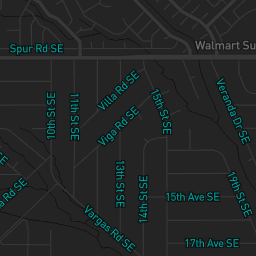 Spur Rd SE
Walmart Su
Villa Rd SE
15th St SE
Veranda Dr SE
10th St SE
11th St SE
Viga Rd SE
13th St SE
14th St SE
19th St SE
15th Ave SE
a Rd SE
Vargas Rd SE
17th Ave SE